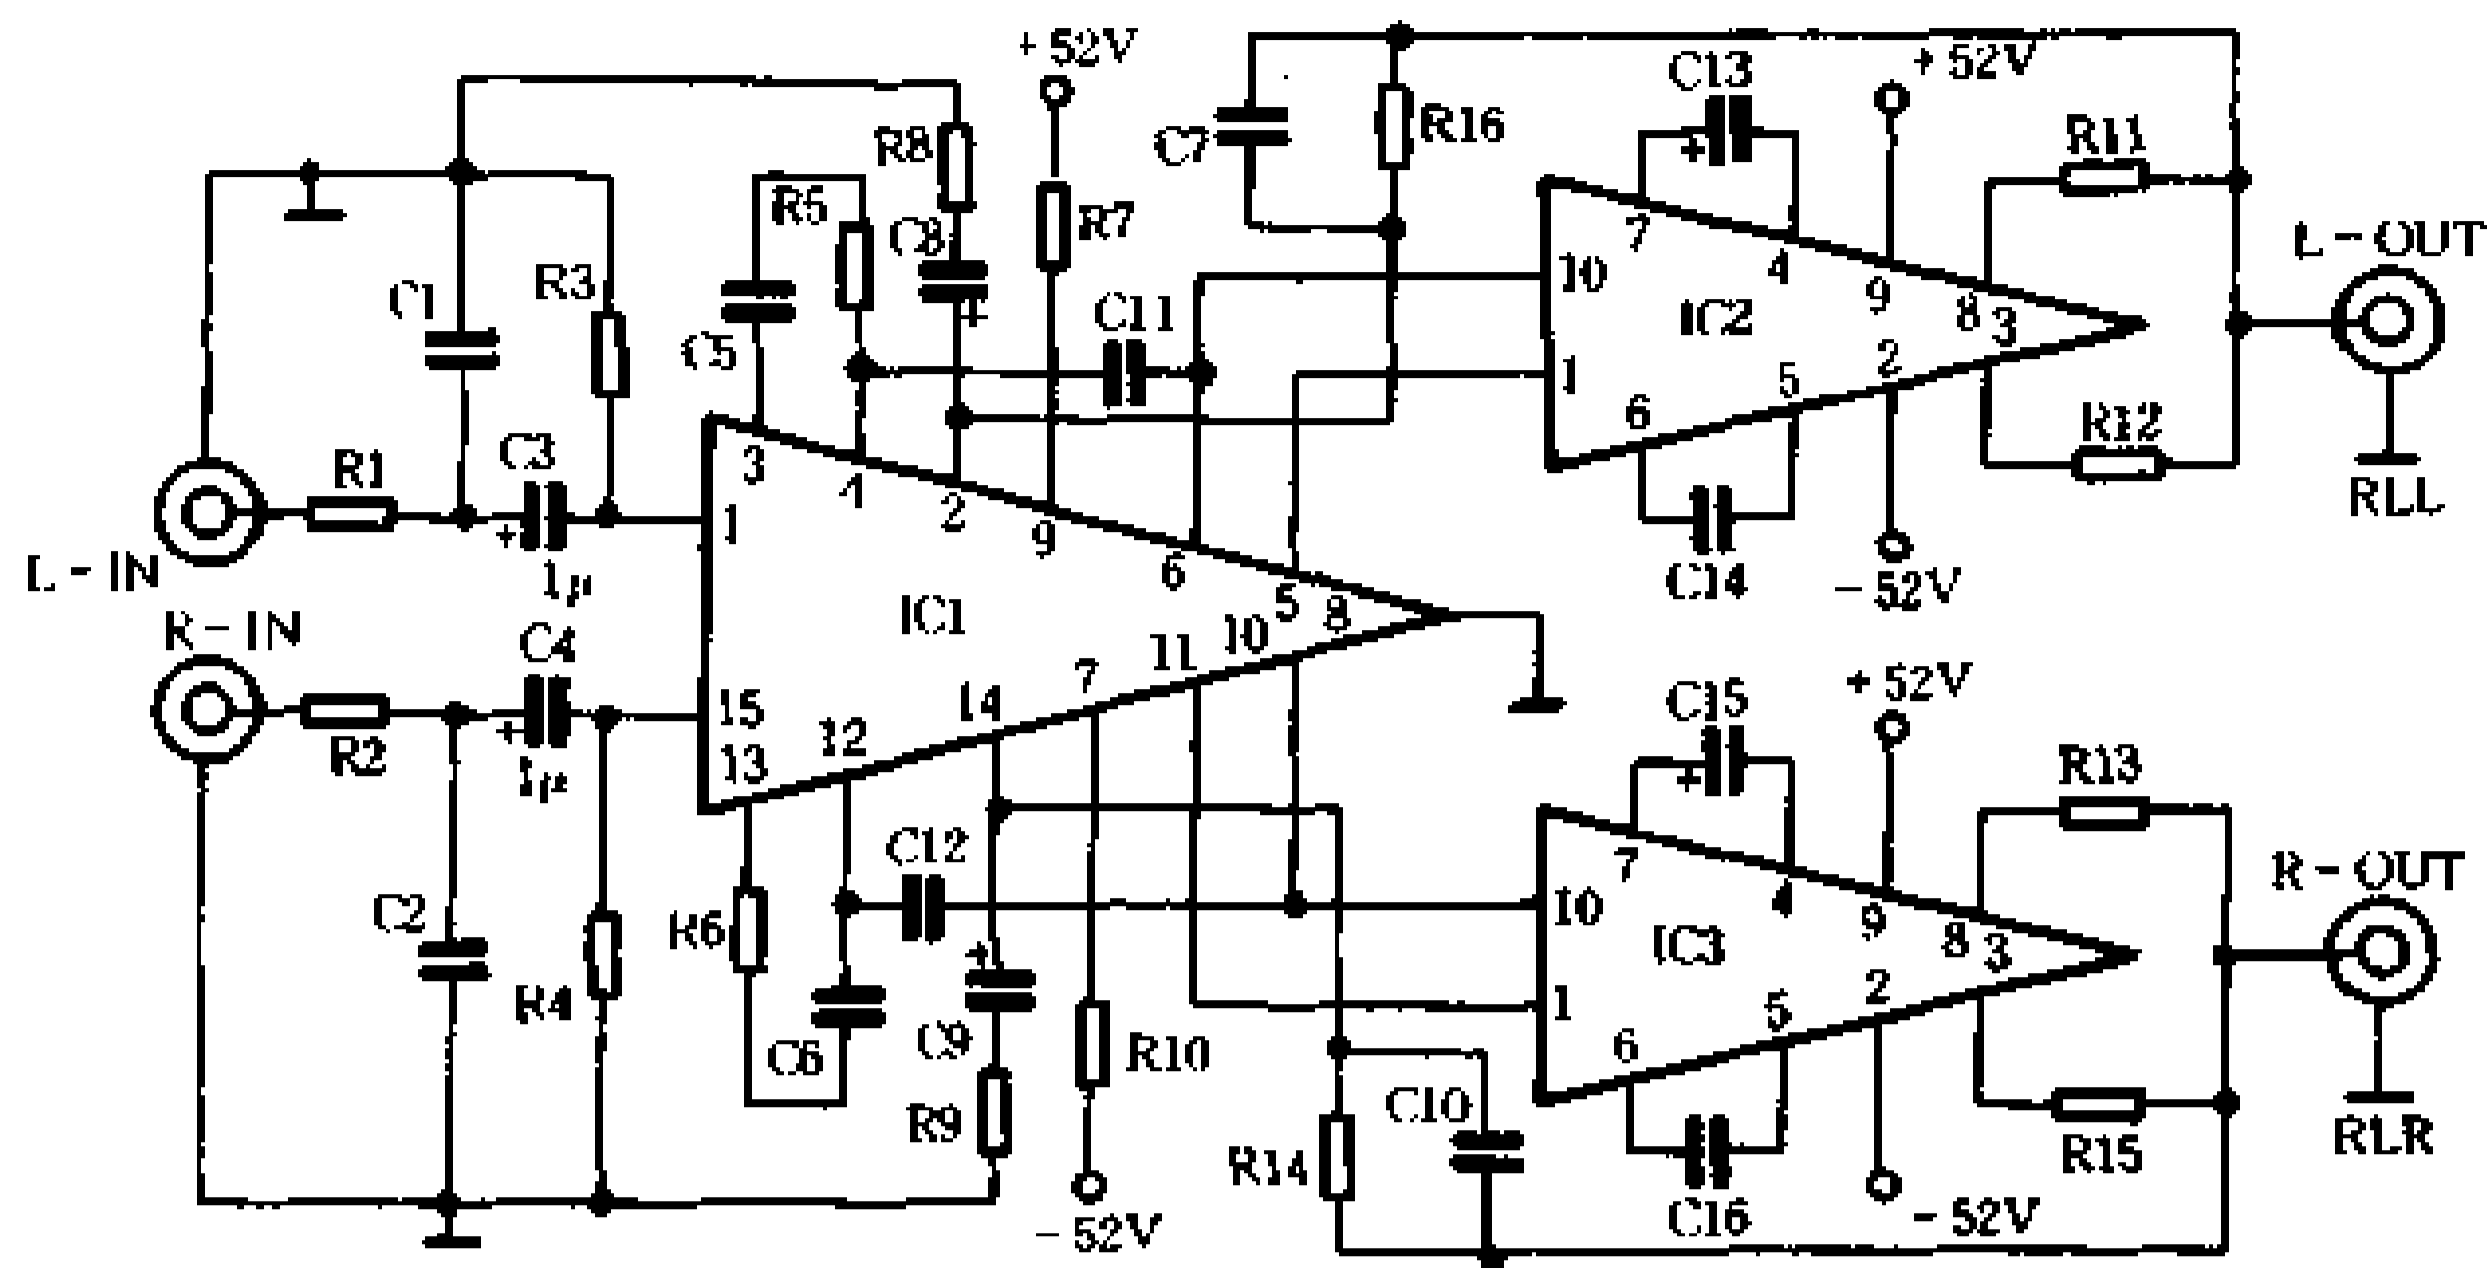 +52V
+52V
C13
R8
R16
C7
R11
R5
C8
R7
7
4
L-OUT
C1
R3
10
9
8
C5
C11
IC2
3
1
5
2
6
R12
C3
R1
3
4
2
RLL
1
9
L-IN
1μ
6
C14
-52V
R-IN
C4
IC1
5
8
10
11
7
+52V
15
14
C15
R2
13
12
1μ
R13
C12
7
4
R-OUT
C2
R6
10
9
8
IC3
3
R4
1
2
C6
C9
R10
6
5
R9
C10
RLR
R14
R15
-52V
C16
-52V